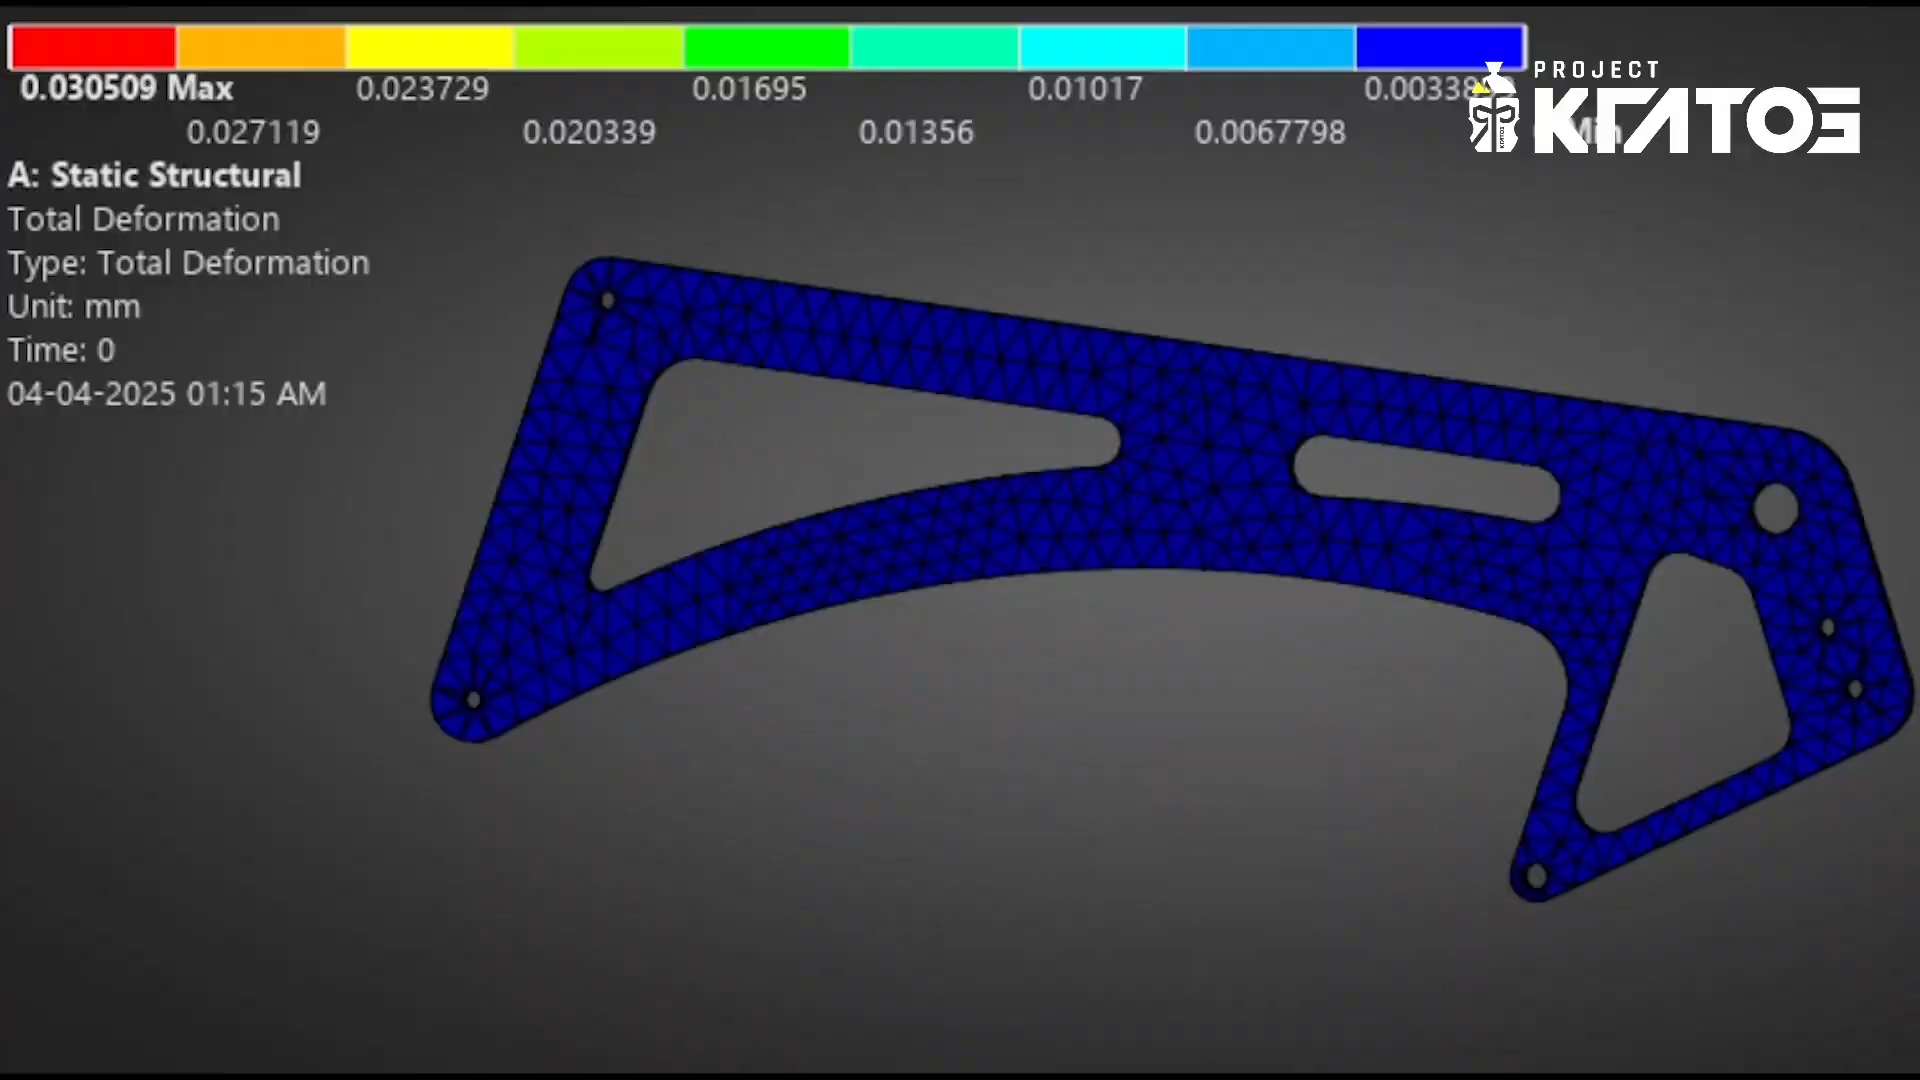 0.030509 Max
0.023729
0.01695
0.01017
0.027119
0.020339
0.01356
0.0067798
Min
A: Static Structural
Total Deformation
Type: Total Deformation
Unit: mm
Time: 0
04-04-2025 01:15 AM
PROJECT
KRATOS